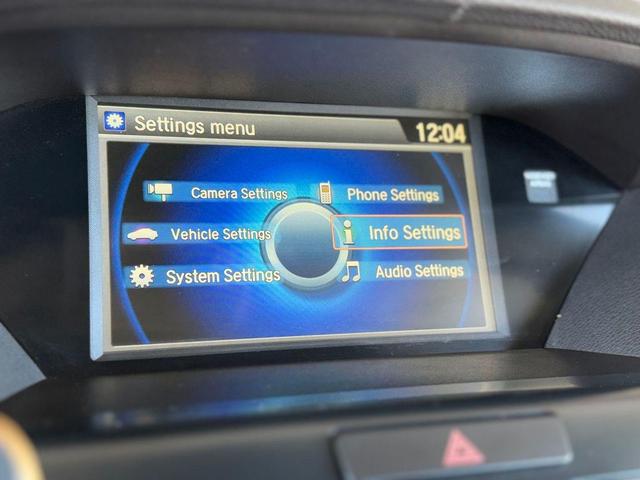 Settings menu
12:04
Camera Settings
Phone Settings
Vehicle Settings
Info Settings
System Settings
Audio Settings